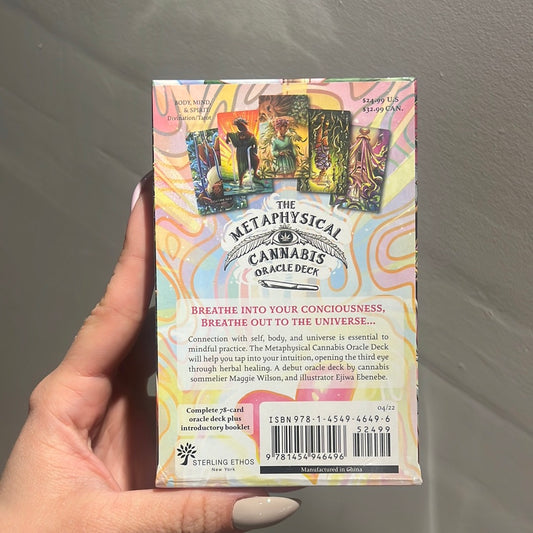 BODY, MIND,
& SPIRIT/
Divination/Tarot
$24.99 U.S
$32.99 CAN.
THE
METAPHYSICAL
CANNABIS
ORACLE DECK
BREATHE INTO YOUR CONCIOUSNESS,
BREATHE OUT TO THE UNIVERSE...
Connection with self, body, and universe is essential to
mindful practice. The Metaphysical Cannabis Oracle Deck
will help you tap into your intuition, opening the third eye
through herbal healing. A debut oracle deck by cannabis
sommelier Maggie Wilson, and illustrator Ejiwa Ebenebe.
Complete 78-card
oracle deck plus
introductory booklet
STERLING ETHOS
New York
04/22
ISBN 978-1-4549-4649-6
52499
9 781454 946496
Manufactured in China